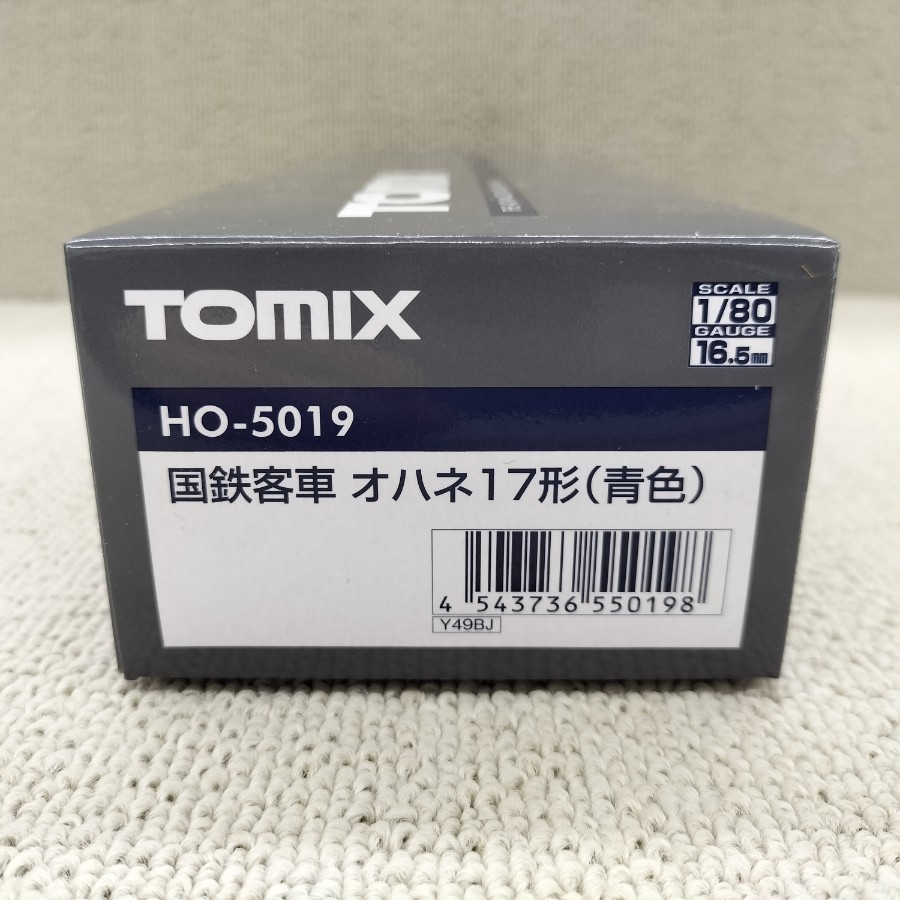 TOMIX
SCALE
1/80
GAUGE
16.5mm
HO-5019
国鉄客車 オハネ17形(青色)
4 543736 550198
Y49BJ